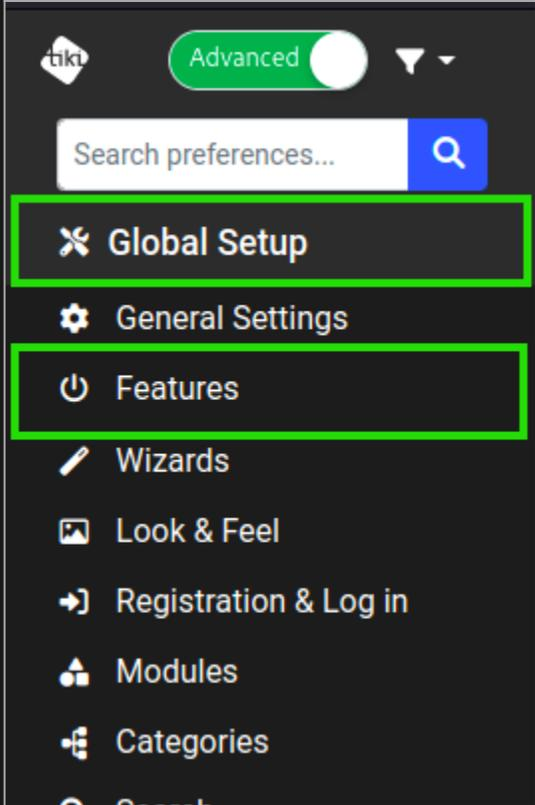 tiki
Advanced
Search preferences...
Global Setup
General Settings
Features
Wizards
Look & Feel
Registration & Log in
Modules
Categories